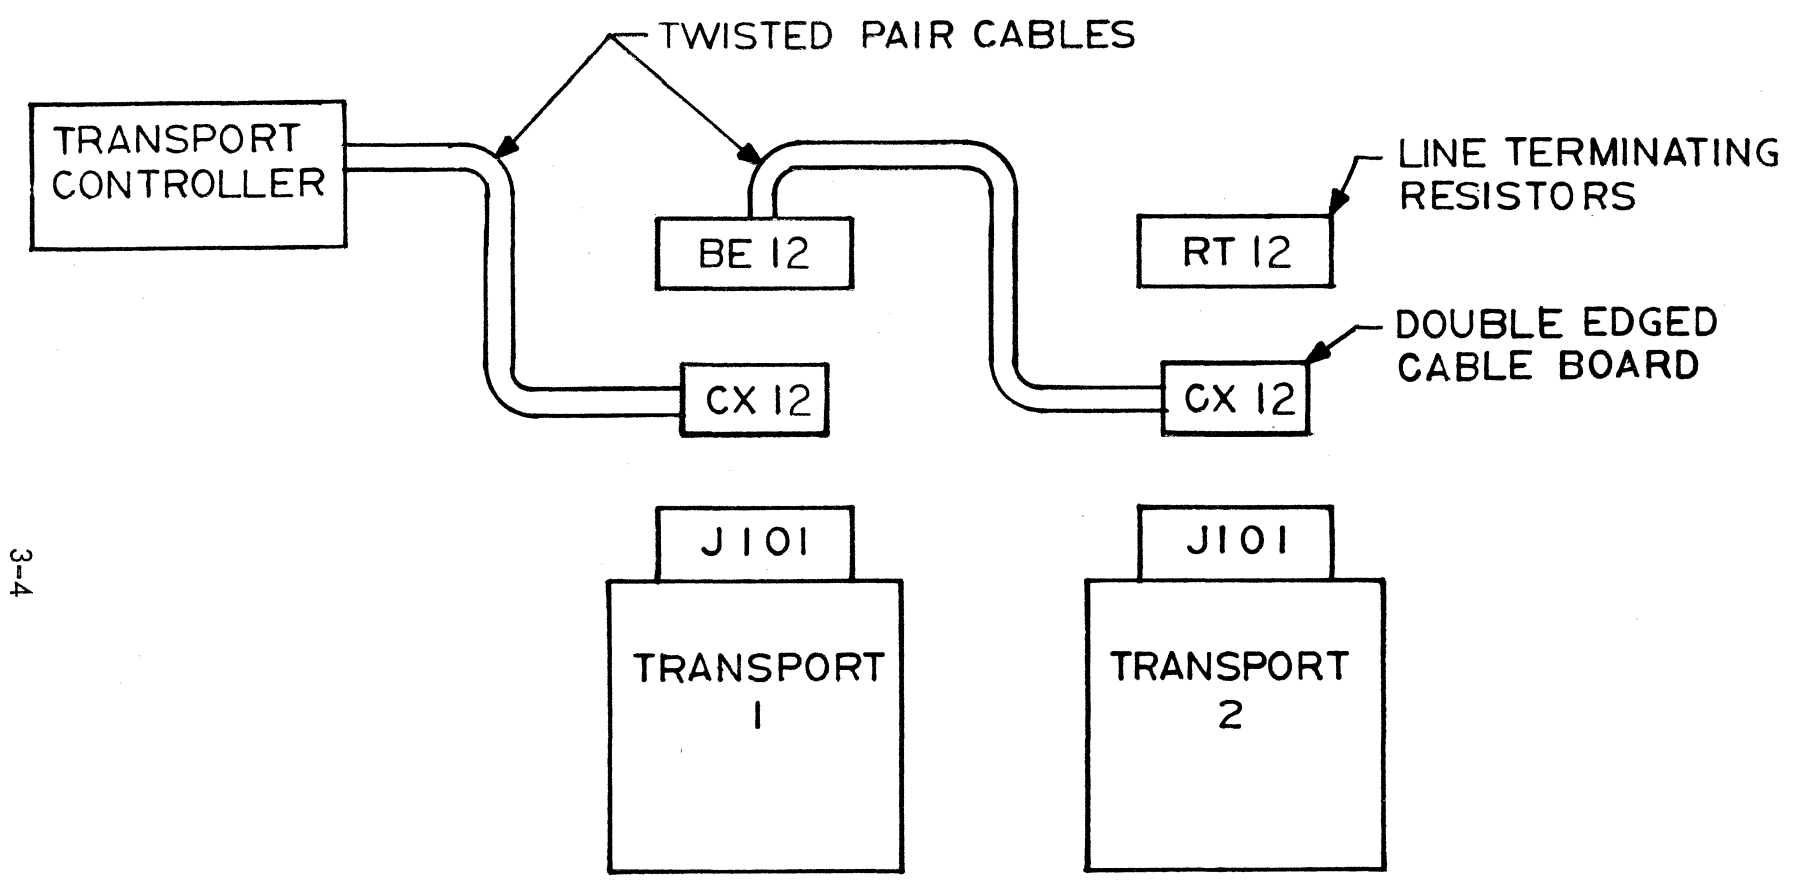 TWISTED PAIR CABLES
TRANSPORT
CONTROLLER
LINE TERMINATING
RESISTORS
BE 12
RT 12
DOUBLE EDGED
CABLE BOARD
CX 12
CX 12
J101
J101
TRANSPORT
1
TRANSPORT
2
3-4